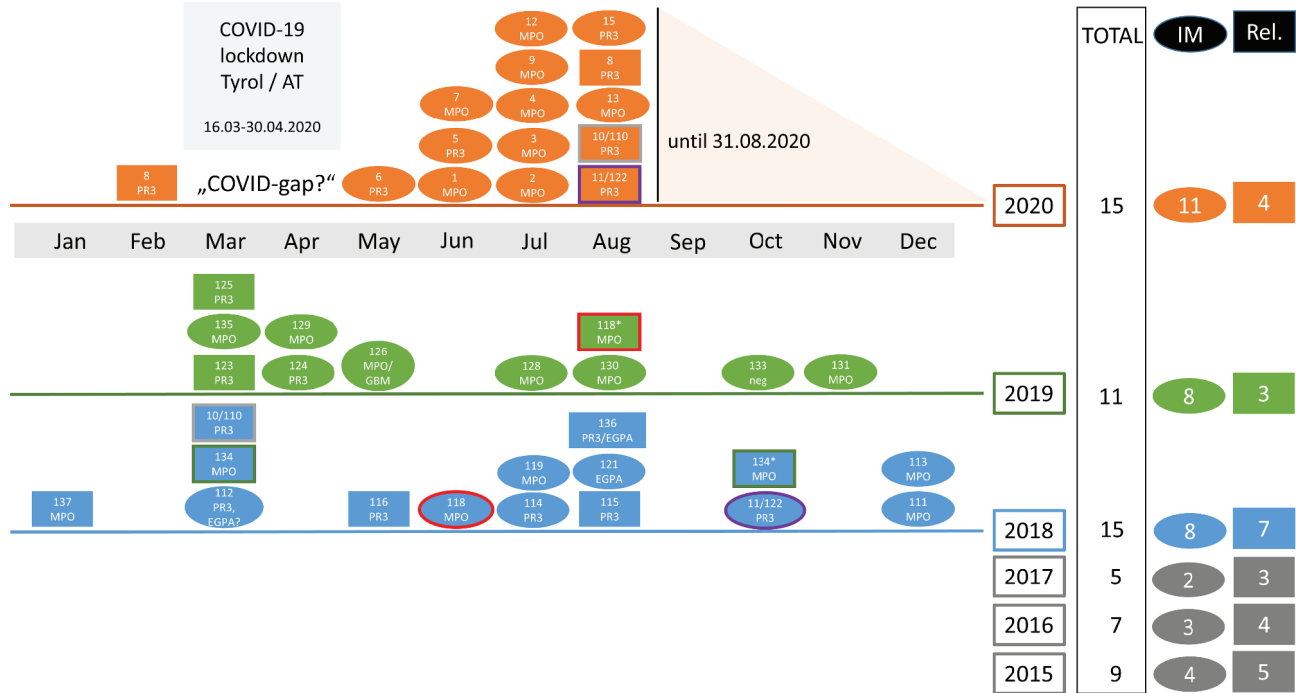 COVID-19
lockdown
Tyrol / AT
16.03-30.04.2020
12
MPO
15
PR3
9
MPO
8
PR3
7
MPO
4
MPO
13
MPO
5
PR3
3
MPO
10/110
PR3
8
PR3
„COVID-gap?“
6
PR3
1
MPO
2
MPO
11/122
PR3
until 31.08.2020
TOTAL
IM
Rel.
2020
15
11
4
Jan Feb Mar Apr May Jun Jul Aug Sep Oct Nov Dec
125
PR3
135
MPO
129
MPO
118*
MPO
123
PR3
124
PR3
126
MPO/
GBM
128
MPO
130
MPO
133
neg
131
MPO
2019
11
8
3
10/110
PR3
136
PR3/EGPA
134
MPO
119
MPO
121
EGPA
134*
MPO
113
MPO
137
MPO
112
PR3,
EGPA?
116
PR3
118
MPO
114
PR3
115
PR3
11/122
PR3
111
MPO
2018
15
8
7
2017
5
2
3
2016
7
3
4
2015
9
4
5